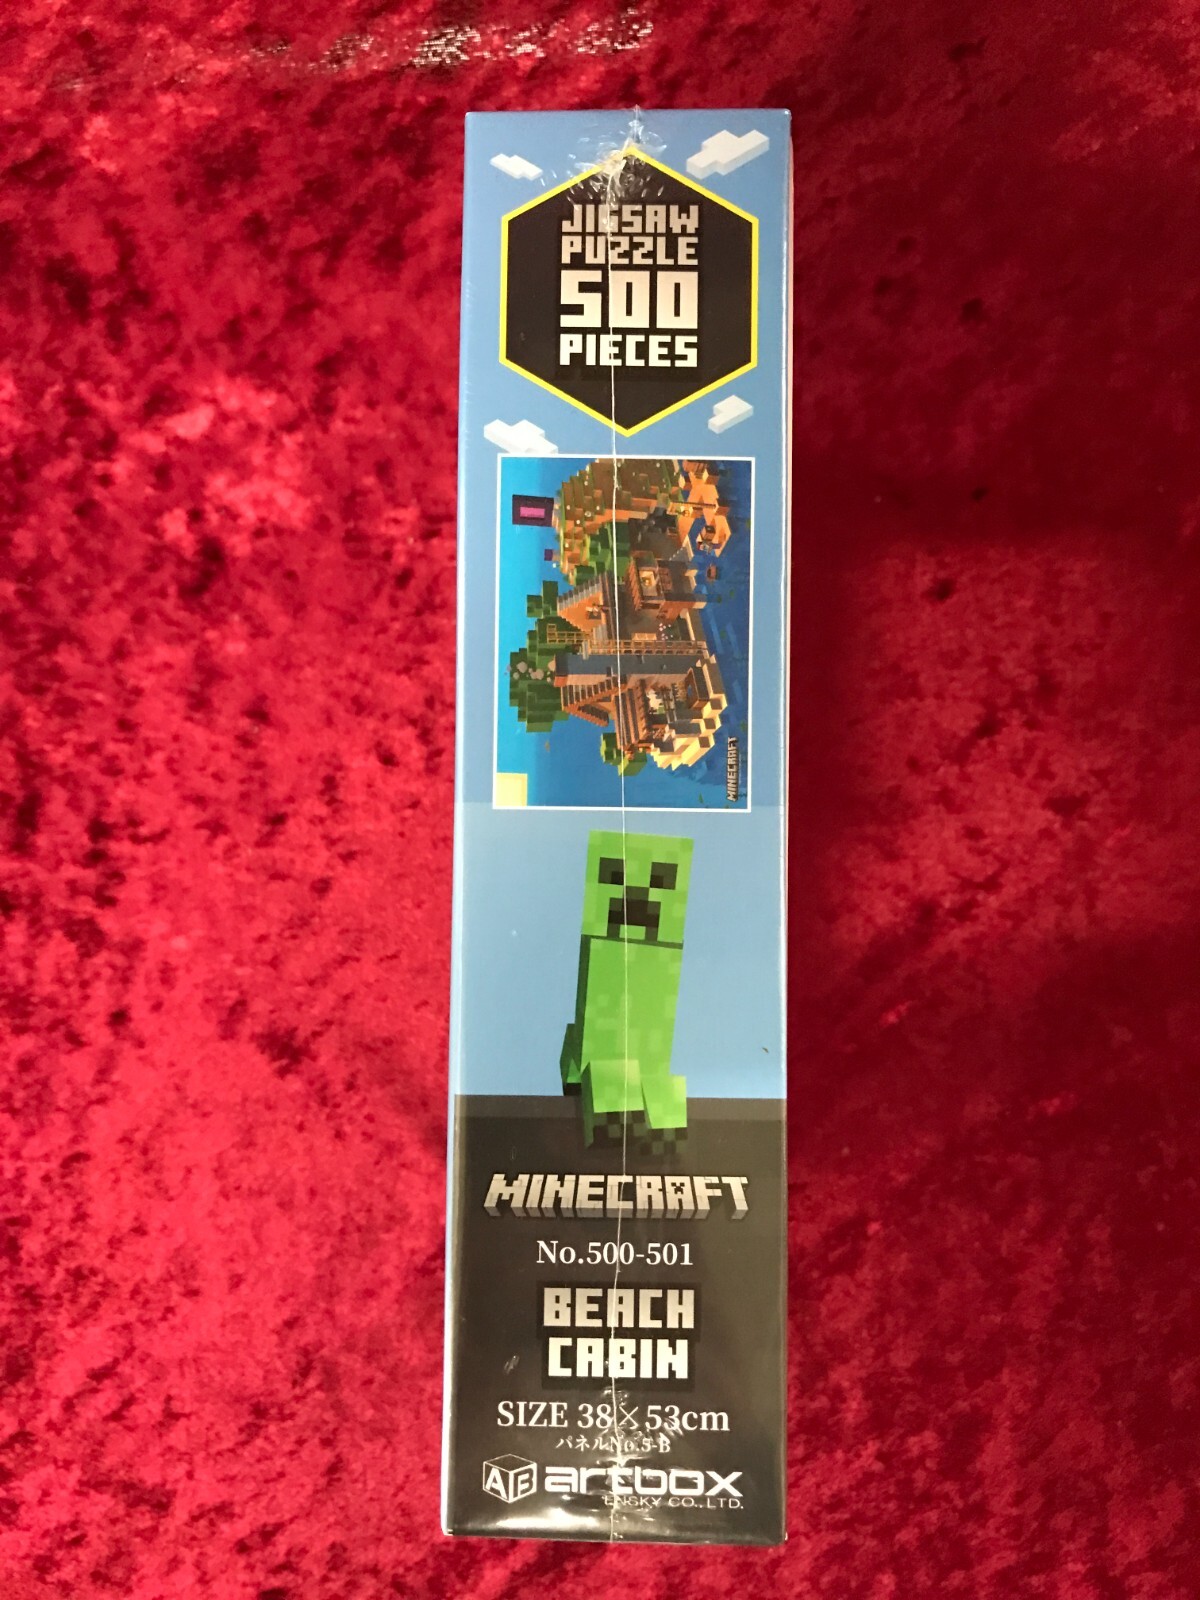 JIGSAW
PUZZLE
500
PIECES
MINECRAFT
MINECRAFT
No.500-501
BEACH
CABIN
SIZE 38×53cm
パネルNo.5-B
AB artbox
ENSKY CO.,LTD.